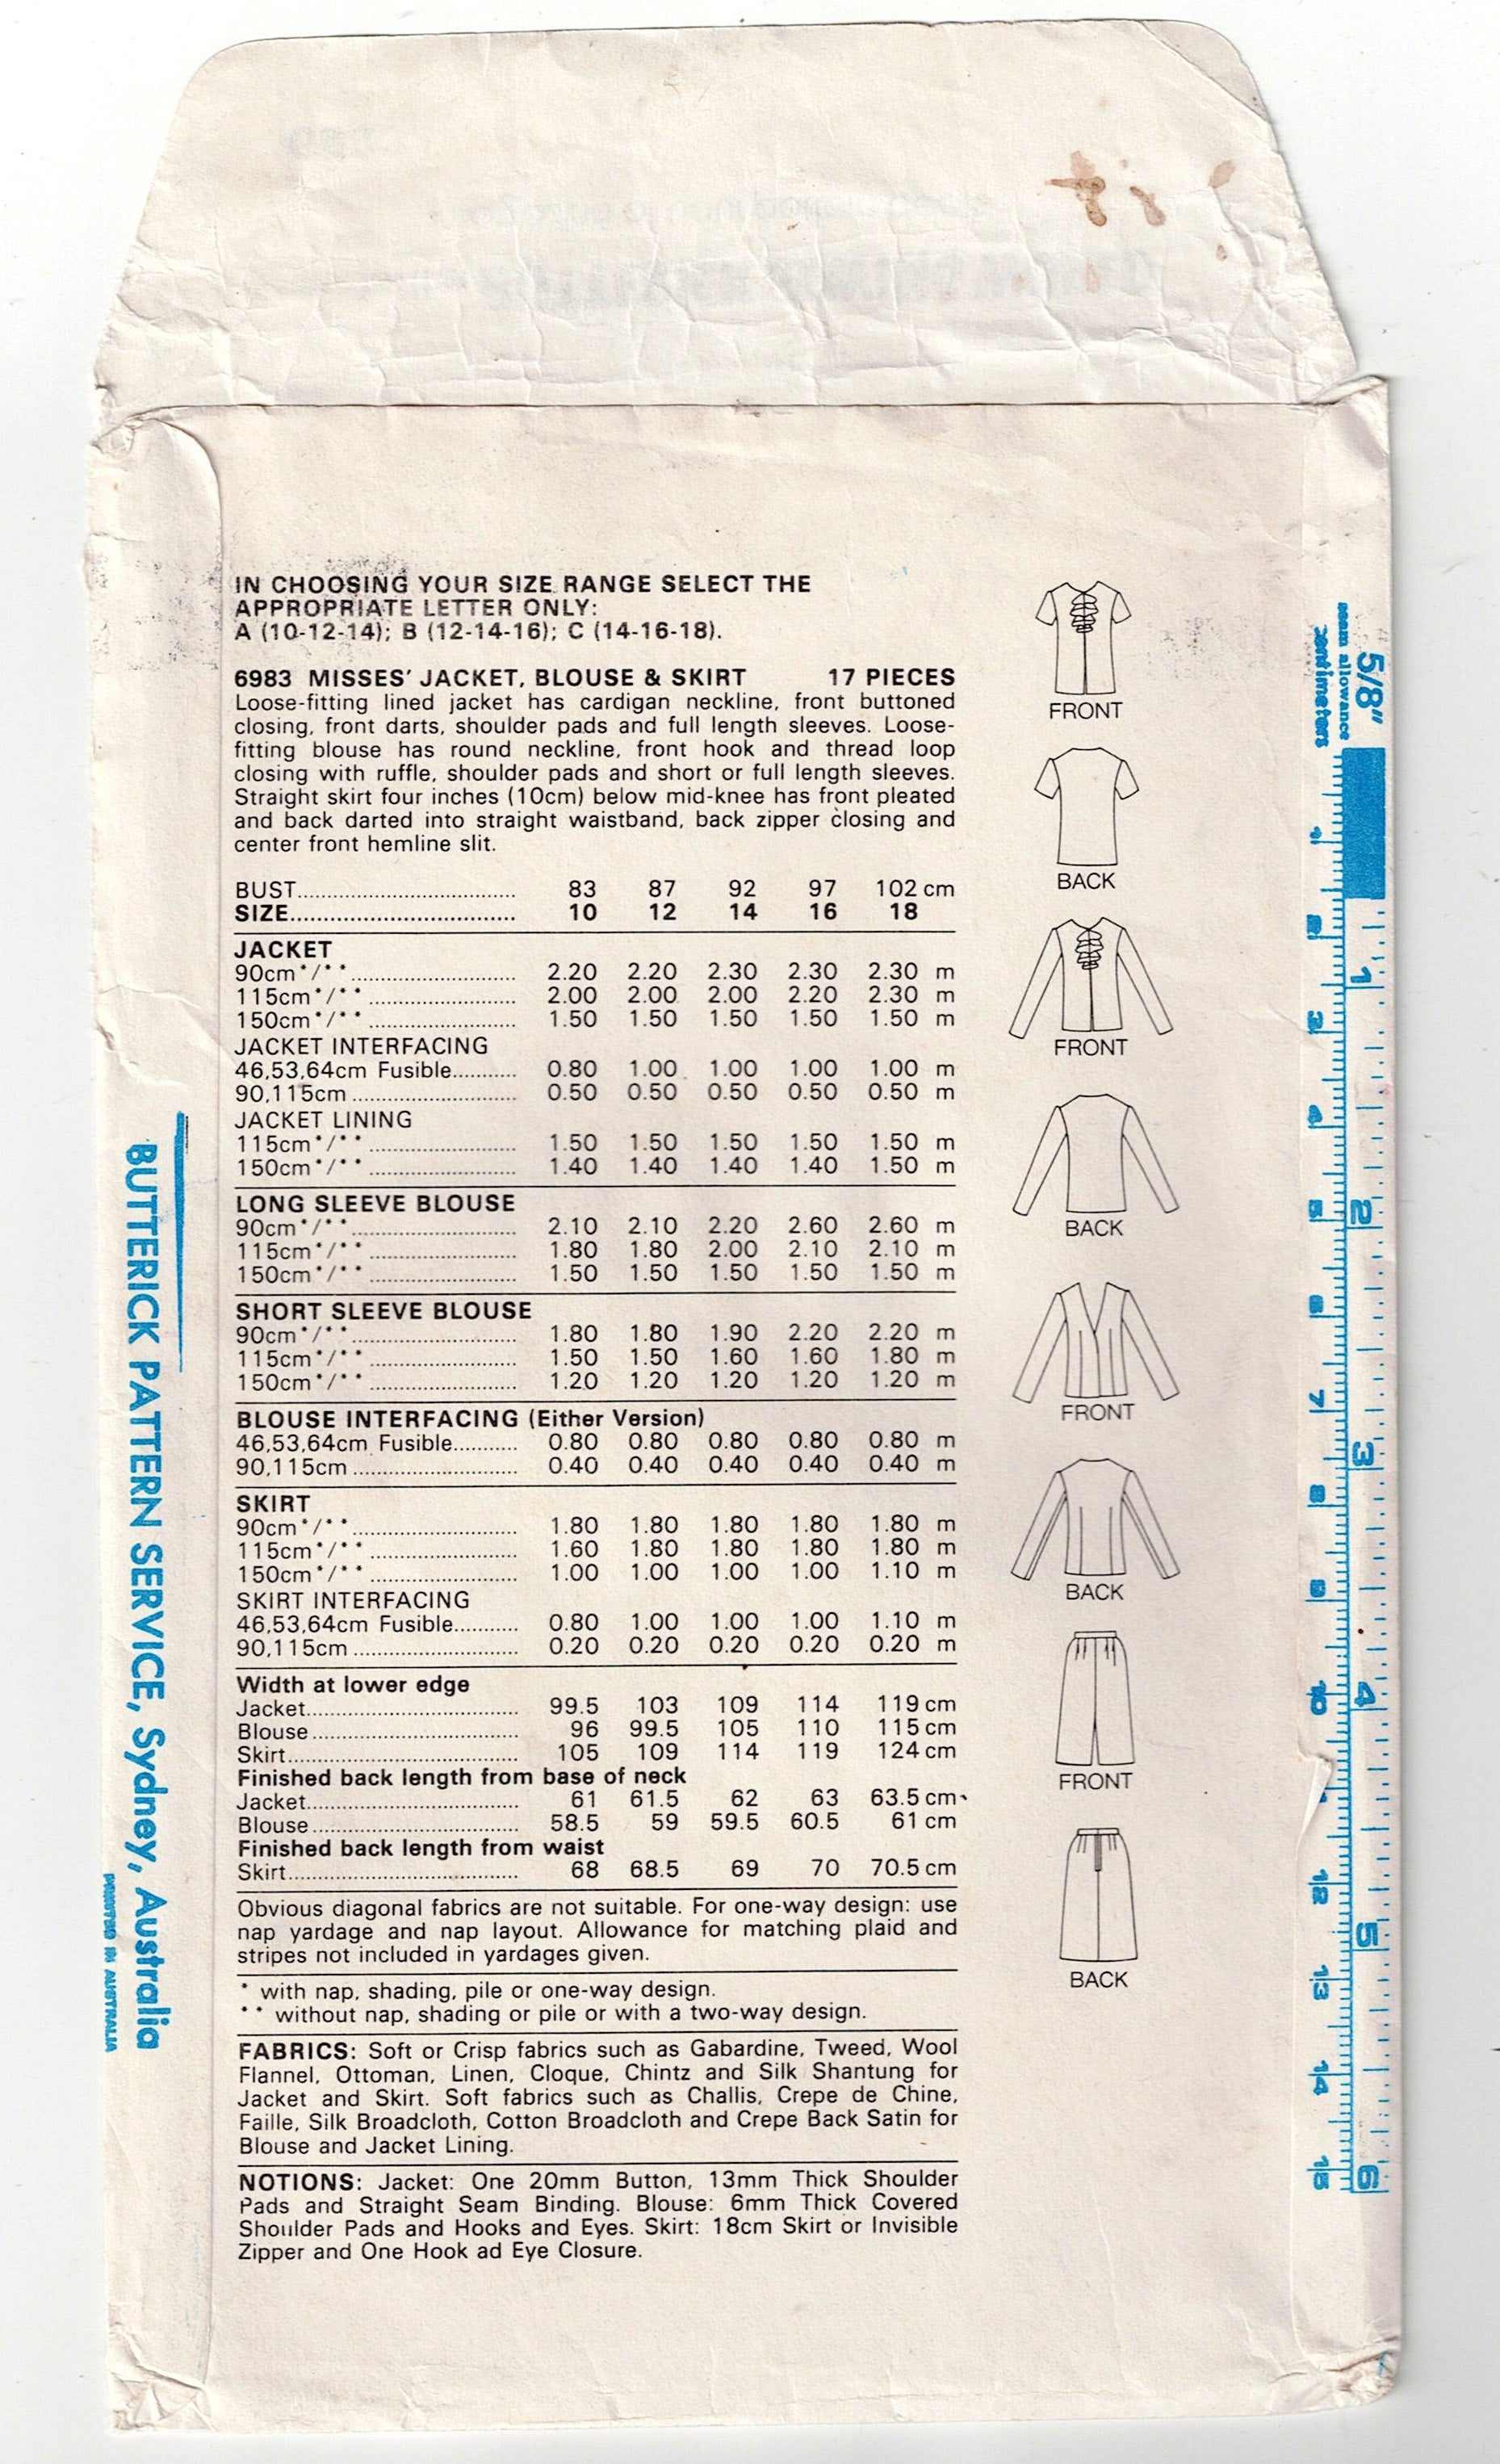 IN CHOOSING YOUR SIZE RANGE SELECT THE
APPROPRIATE LETTER ONLY:
A (10-12-14); B (12-14-16); C (14-16-18).
6983 MISSES' JACKET, BLOUSE & SKIRT 17 PIECES
Loose-fitting lined jacket has cardigan neckline, front buttoned
closing, front darts, shoulder pads and full length sleeves. Loose-
fitting blouse has round neckline, front hook and thread loop
closing with ruffle, shoulder pads and short or full length sleeves.
Straight skirt four inches (10cm) below mid-knee has front pleated
and back darted into straight waistband, back zipper closing and
center front hemline slit.
BUST 83 87 92 97 102 cm
SIZE 10 12 14 16 18
JACKET
90cm*/** 2.20 2.20 2.30 2.30 2.30 m
115cm*/** 2.00 2.00 2.00 2.20 2.30 m
150cm*/** 1.50 1.50 1.50 1.50 1.50 m
JACKET INTERFACING
46,53,64cm Fusible 0.80 1.00 1.00 1.00 1.00 m
90,115cm 0.50 0.50 0.50 0.50 0.50 m
JACKET LINING
115cm*/** 1.50 1.50 1.50 1.50 1.50 m
150cm*/** 1.40 1.40 1.40 1.40 1.50 m
LONG SLEEVE BLOUSE
90cm*/** 2.10 2.10 2.20 2.60 2.60 m
115cm*/** 1.80 1.80 2.00 2.10 2.10 m
150cm*/** 1.50 1.50 1.50 1.50 1.50 m
SHORT SLEEVE BLOUSE
90cm*/** 1.80 1.80 1.90 2.20 2.20 m
115cm*/** 1.50 1.50 1.60 1.60 1.80 m
150cm*/** 1.20 1.20 1.20 1.20 1.20 m
BLOUSE INTERFACING (Either Version)
46,53,64cm Fusible 0.80 0.80 0.80 0.80 0.80 m
90,115cm 0.40 0.40 0.40 0.40 0.40 m
SKIRT
90cm*/** 1.80 1.80 1.80 1.80 1.80 m
115cm*/** 1.60 1.80 1.80 1.80 1.80 m
150cm*/** 1.00 1.00 1.00 1.00 1.10 m
SKIRT INTERFACING
46,53,64cm Fusible 0.80 1.00 1.00 1.00 1.10 m
90,115cm 0.20 0.20 0.20 0.20 0.20 m
Width at lower edge
Jacket 99.5 103 109 114 119 cm
Blouse 96 99.5 105 110 115 cm
Skirt 105 109 114 119 124 cm
Finished back length from base of neck
Jacket 61 61.5 62 63 63.5 cm
Blouse 58.5 59 59.5 60.5 61 cm
Finished back length from waist
Skirt 68 68.5 69 70 70.5 cm
Obvious diagonal fabrics are not suitable. For one-way design: use
nap yardage and nap layout. Allowance for matching plaid and
stripes not included in yardages given.
* with nap, shading, pile or one-way design.
** without nap, shading or pile or with a two-way design.
FABRICS: Soft or Crisp fabrics such as Gabardine, Tweed, Wool
Flannel, Ottoman, Linen, Cloque, Chintz and Silk Shantung for
Jacket and Skirt. Soft fabrics such as Challis, Crepe de Chine,
Faille, Silk Broadcloth, Cotton Broadcloth and Crepe Back Satin for
Blouse and Jacket Lining.
NOTIONS: Jacket: One 20mm Button, 13mm Thick Shoulder
Pads and Straight Seam Binding. Blouse: 6mm Thick Covered
Shoulder Pads and Hooks and Eyes. Skirt: 18cm Skirt or Invisible
Zipper and One Hook ad Eye Closure.
FRONT
BACK
FRONT
BACK
FRONT
BACK
FRONT
BACK
BUTTERICK PATTERN SERVICE, Sydney, Australia
PRINTED IN AUSTRALIA
5/8"
seam allowance
centimeters
1 2 3 4 5 6 7 8 9 10 12 13 14 15
1 2 3 4 5 6